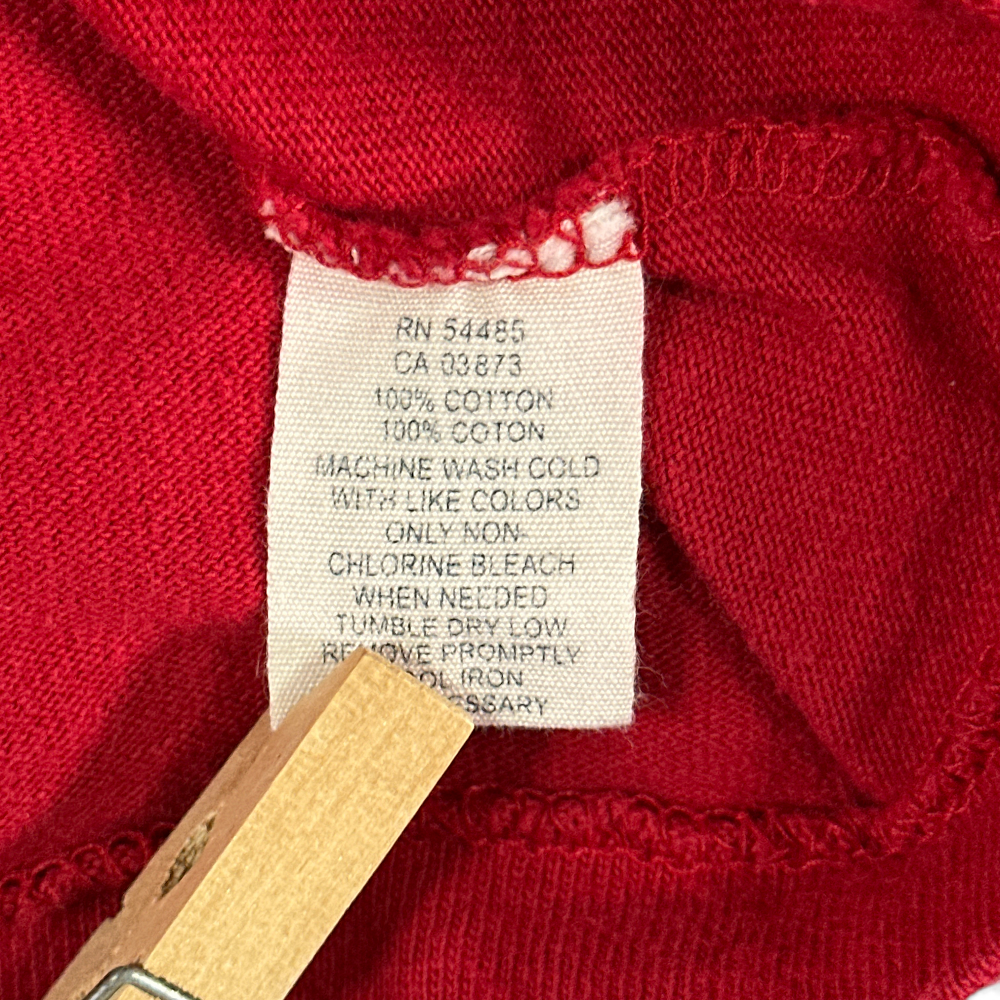 RN 54485
CA 03873
100% COTTON
100% COTON
MACHINE WASH COLD
WITH LIKE COLORS
ONLY NON-
CHLORINE BLEACH
WHEN NEEDED
TUMBLE DRY LOW
REMOVE PROMPTLY
IRON